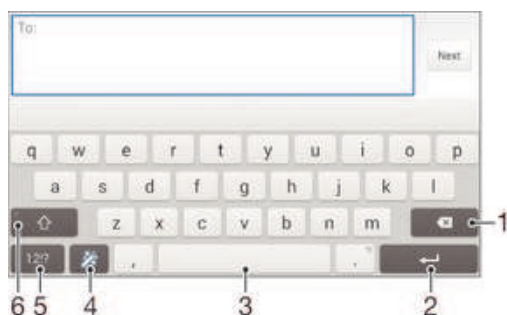 To:
Next
q w e r t y u i o p
a s d f g h j k l
z x c v b n m 1
12!? , .
6 5 4 3 2